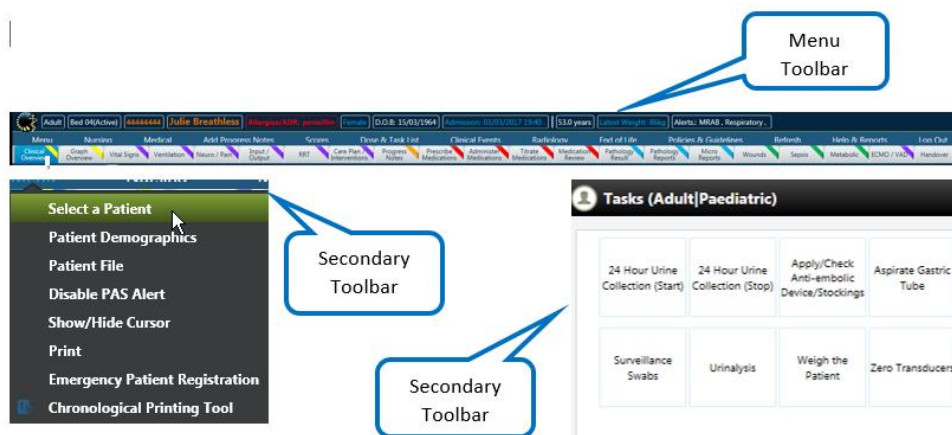 Menu
Toolbar
Adult Bed 04(Active) 44444444 Julie Breathless Allergies/ADR: penicillin Female D.O.B: 15/03/1964 Admission: 03/03/2017 19:40 53.0 years Latest Weight: 86kg Alerts: MRAB , Respiratory ,
Menu Nursing Medical Add Progress Notes Scores Dose & Task List Clinical Events Radiology End of Life Policies & Guidelines Refresh Help & Reports Log Out
Clinical Overview Graph Overview Vital Signs Ventilation Neuro / Pain Input / Output RRT Care Plan / Interventions Progress Notes Prescribe Medications Administer Medications Titrate Medications Medication Review Pathology Result Pathology Reports Micro Reports Wounds Sepsis Metabolic ECMO / VAD Handover
Select a Patient
Patient Demographics
Patient File
Disable PAS Alert
Show/Hide Cursor
Print
Emergency Patient Registration
Chronological Printing Tool
Secondary
Toolbar
Tasks (Adult|Paediatric)
24 Hour Urine
Collection (Start)
24 Hour Urine
Collection (Stop)
Apply/Check
Anti-embolic
Device/Stockings
Aspirate Gastric
Tube
Surveillance
Swabs
Urinalysis
Weigh the
Patient
Zero Transducers
Secondary
Toolbar